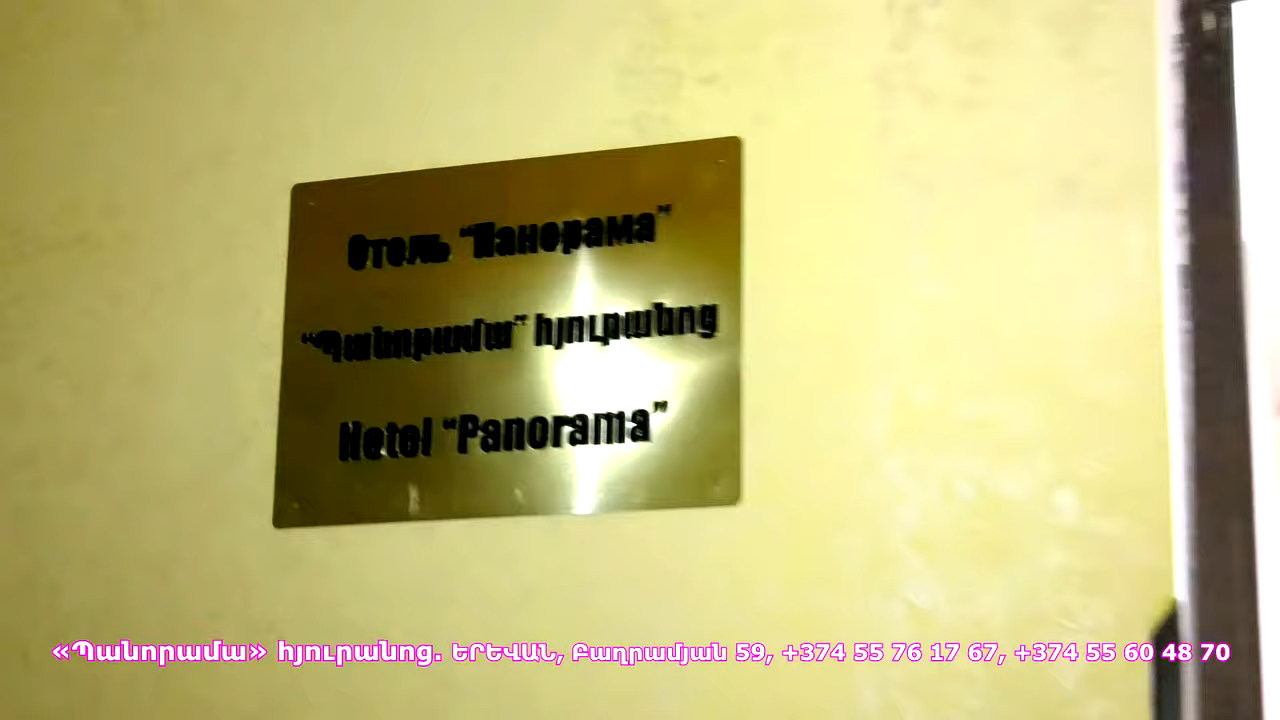 Отель “Панорама”
“Պանորամա” հյուրանոց
Hotel “Panorama”
«Պանորամա» հյուրանոց. ԵՐԵՎԱՆ, Բաղրամյան 59, +374 55 76 17 67, +374 55 60 48 70